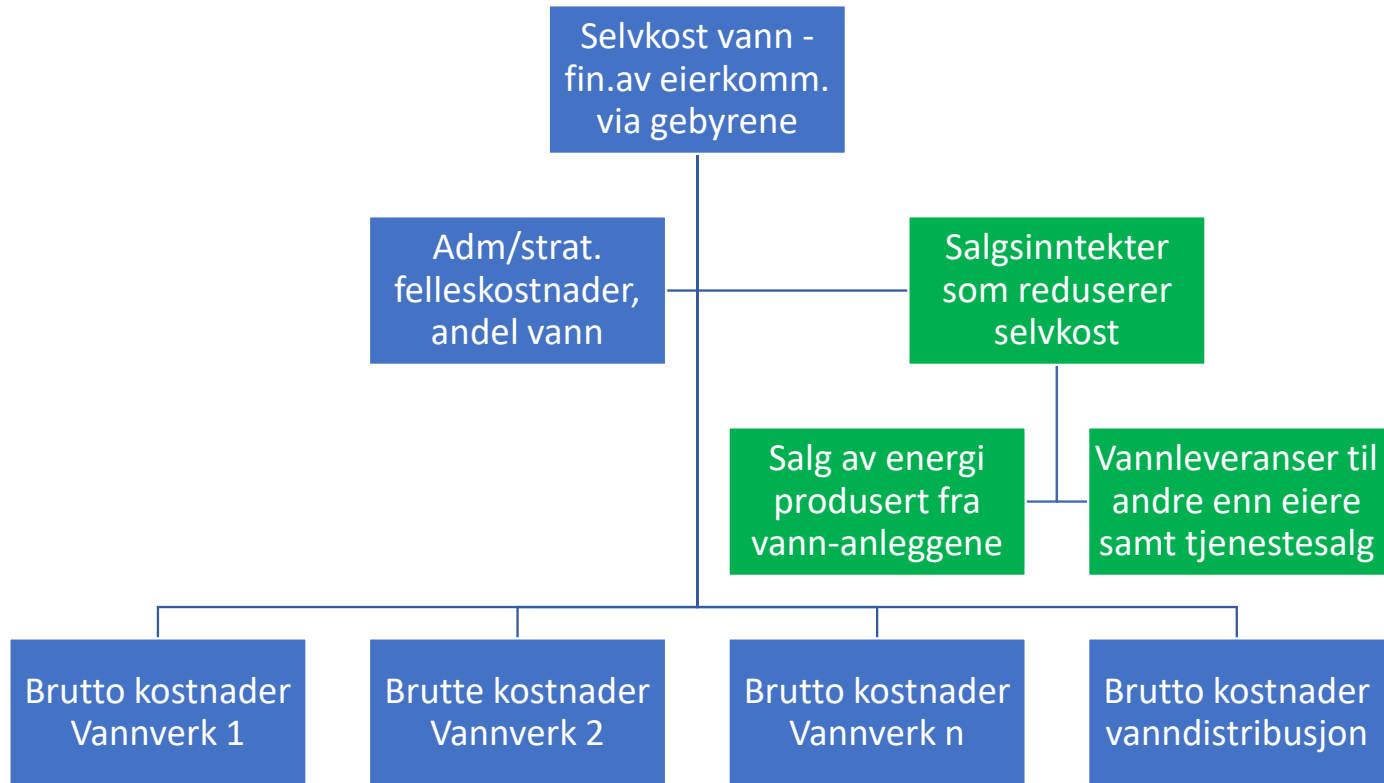 Selvkost vann -
fin.av eierkomm.
via gebyrene
Adm/strat.
felleskostnader,
andel vann
Salgsinntekter
som reduserer
selvkost
Salg av energi
produsert fra
vann-anleggene
Vannleveranser til
andre enn eiere
samt tjenestesalg
Brutto kostnader
Vannverk 1
Brutte kostnader
Vannverk 2
Brutto kostnader
Vannverk n
Brutto kostnader
vanndistribusjon